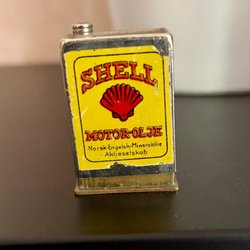 SHELL
MOTOR-OLJE
Norsk-Engelsk-Mineralolie
Aktieselskab